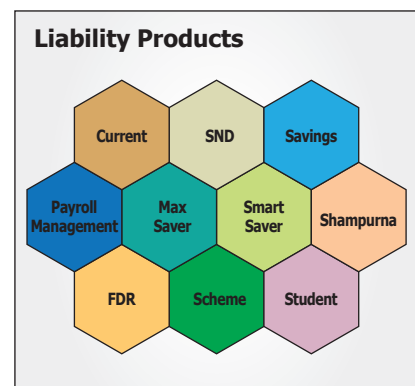 Liability Products
Current
SND
Savings
Payroll
Management
Max
Saver
Smart
Saver
Shampurna
FDR
Scheme
Student